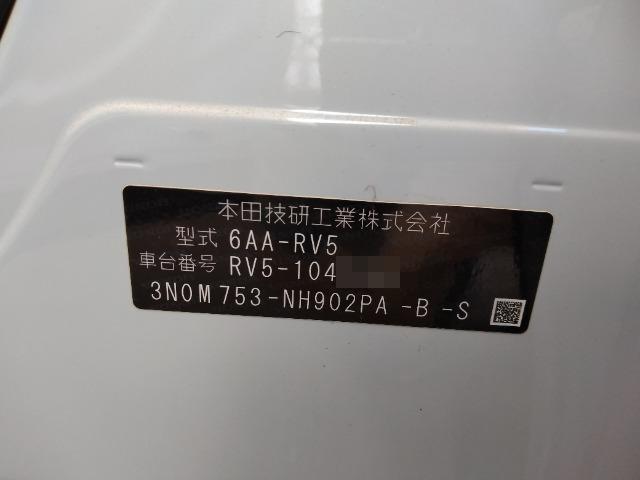 本田技研工業株式会社
型式 6AA-RV5
車台番号 RV5-104
3N0M753-NH902PA-B-S